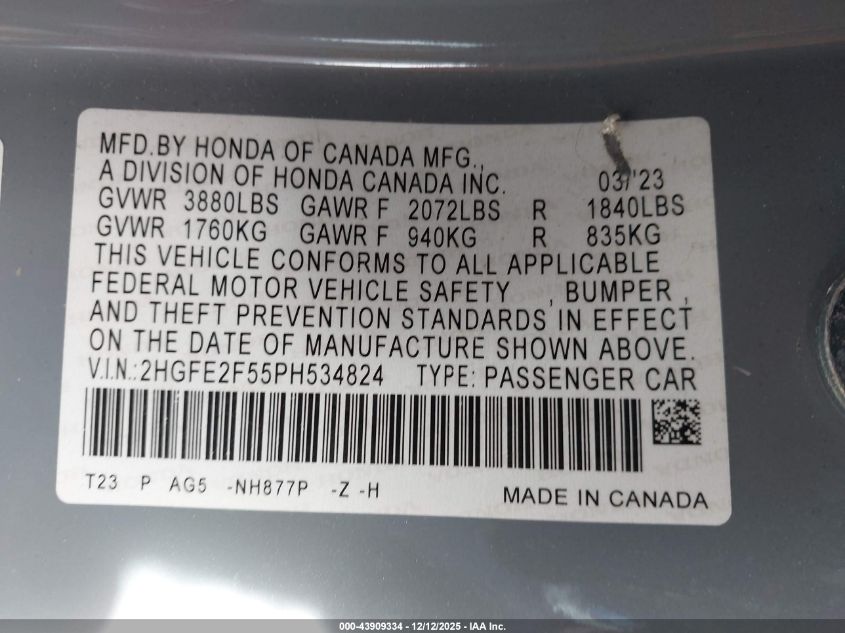 MFD.BY HONDA OF CANADA MFG.,
A DIVISION OF HONDA CANADA INC. 03/'23
GVWR 3880LBS GAWR F 2072LBS R 1840LBS
GVWR 1760KG GAWR F 940KG R 835KG
THIS VEHICLE CONFORMS TO ALL APPLICABLE
FEDERAL MOTOR VEHICLE SAFETY , BUMPER ,
AND THEFT PREVENTION STANDARDS IN EFFECT
ON THE DATE OF MANUFACTURE SHOWN ABOVE.
V.I.N.:2HGFE2F55PH534824 TYPE: PASSENGER CAR
T23 P AG5 -NH877P -Z -H MADE IN CANADA
000-43909334 - 12/12/2025 - IAA Inc.